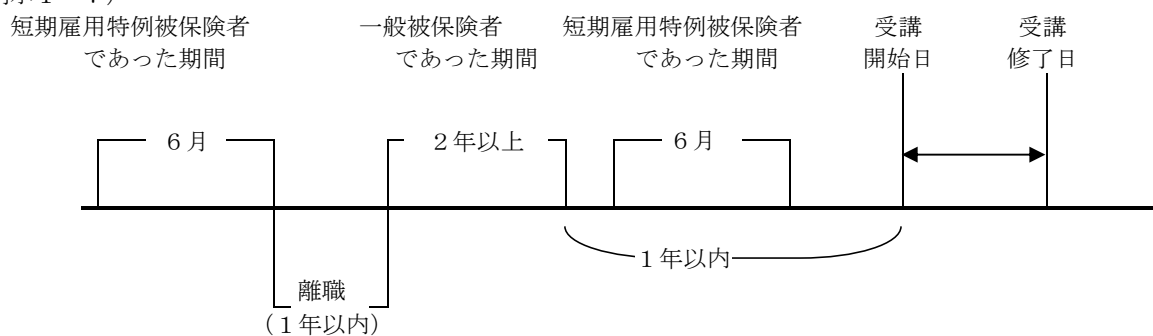 短期雇用特例被保険者 一般被保険者 短期雇用特例被保険者 受講 受講
であった期間 であった期間 であった期間 開始日 修了日
6月 2年以上 6月
1年以内
離職
(1年以内)